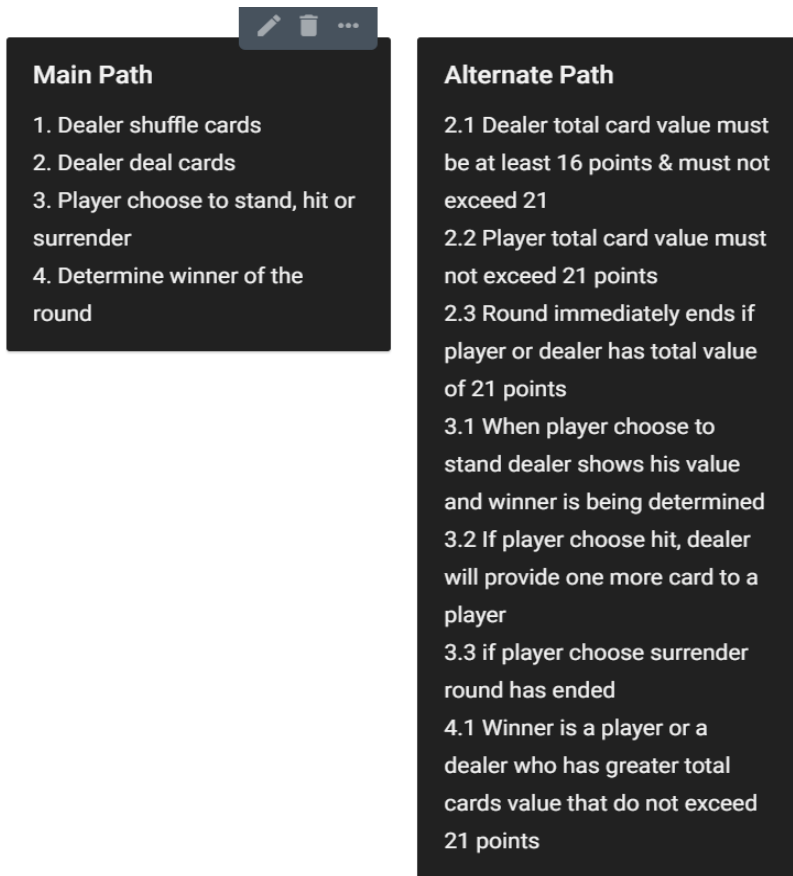 Main Path
1. Dealer shuffle cards
2. Dealer deal cards
3. Player choose to stand, hit or
surrender
4. Determine winner of the
round
Alternate Path
2.1 Dealer total card value must
be at least 16 points & must not
exceed 21
2.2 Player total card value must
not exceed 21 points
2.3 Round immediately ends if
player or dealer has total value
of 21 points
3.1 When player choose to
stand dealer shows his value
and winner is being determined
3.2 If player choose hit, dealer
will provide one more card to a
player
3.3 if player choose surrender
round has ended
4.1 Winner is a player or a
dealer who has greater total
cards value that do not exceed
21 points